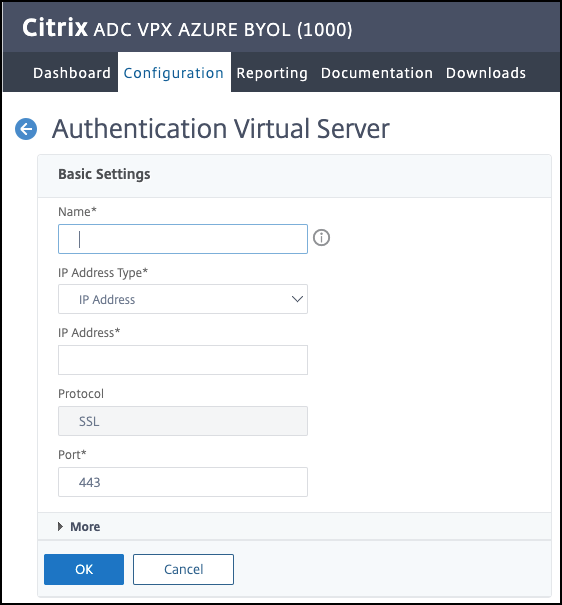 Citrix ADC VPX AZURE BYOL (1000)
Dashboard Configuration Reporting Documentation Downloads
Authentication Virtual Server
Basic Settings
Name*
IP Address Type*
IP Address
IP Address*
Protocol
SSL
Port*
443
More
OK Cancel